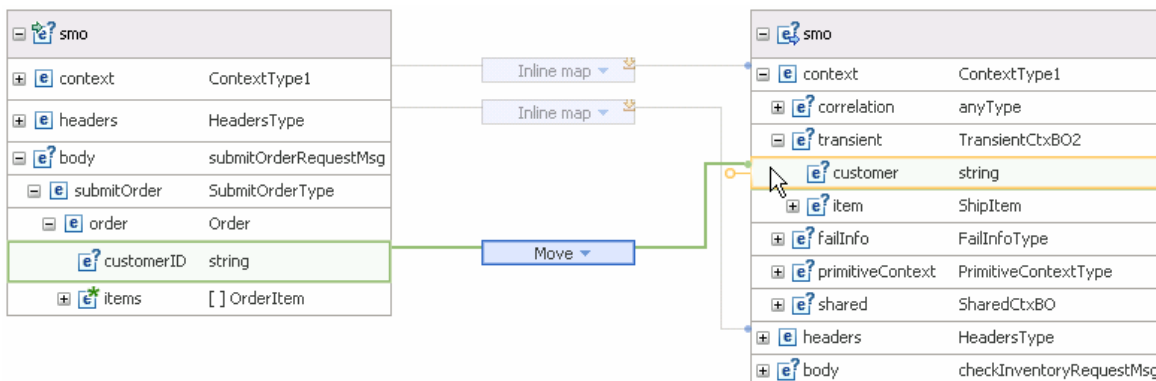 smo
context ContextType1
headers HeadersType
body submitOrderRequestMsg
submitOrder SubmitOrderType
order Order
customerID string
items [ ] OrderItem
Inline map
Inline map
Move
smo
context ContextType1
correlation anyType
transient TransientCtxBO2
customer string
item ShipItem
failInfo FailInfoType
primitiveContext PrimitiveContextType
shared SharedCtxBO
headers HeadersType
body checkInventoryRequestMsg